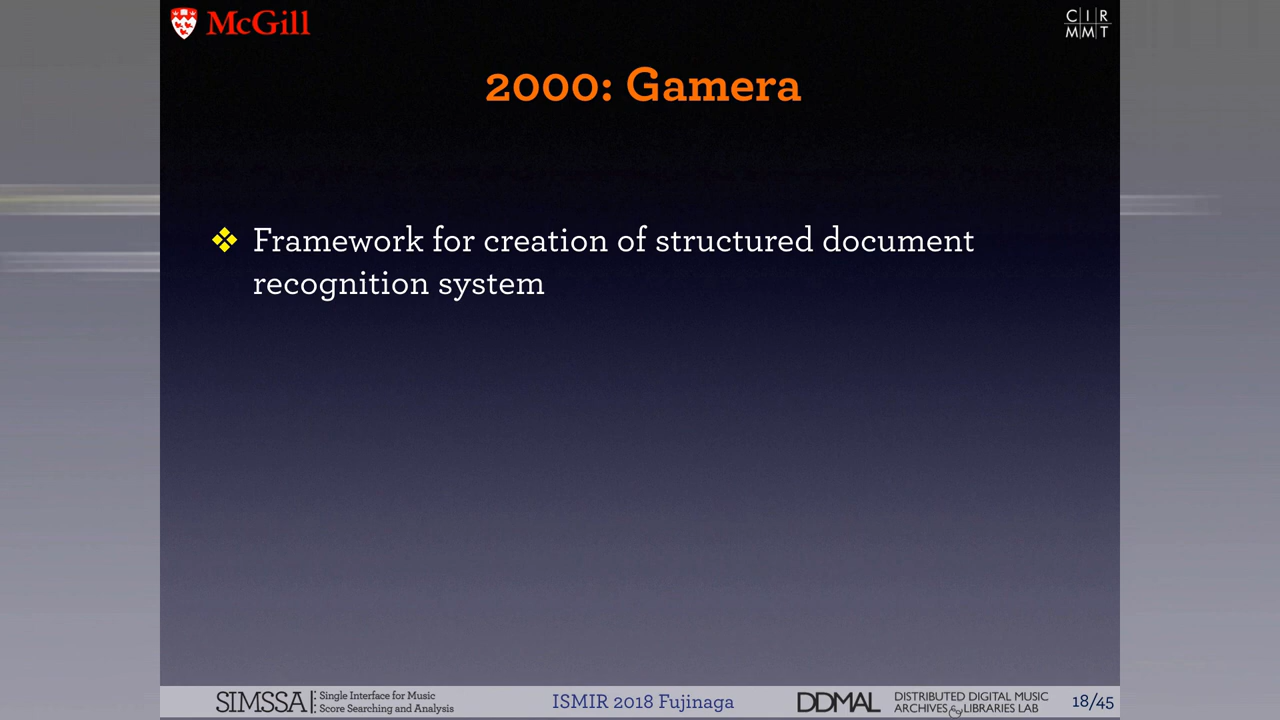 McGill
C I R
M M T
2000: Gamera
❖ Framework for creation of structured document
recognition system
SIMSSA Single Interface for Music
Score Searching and Analysis
ISMIR 2018 Fujinaga
DDMAL DISTRIBUTED DIGITAL MUSIC
ARCHIVES & LIBRARIES LAB
18/45